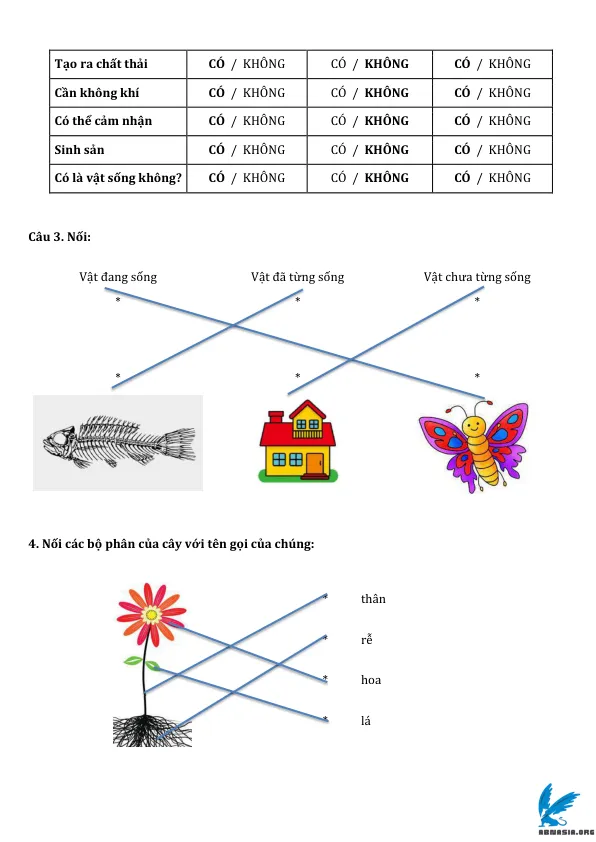 Tạo ra chất thải CÓ / KHÔNG CÓ / KHÔNG CÓ / KHÔNG
Cần không khí CÓ / KHÔNG CÓ / KHÔNG CÓ / KHÔNG
Có thể cảm nhận CÓ / KHÔNG CÓ / KHÔNG CÓ / KHÔNG
Sinh sản CÓ / KHÔNG CÓ / KHÔNG CÓ / KHÔNG
Có là vật sống không? CÓ / KHÔNG CÓ / KHÔNG CÓ / KHÔNG
Câu 3. Nối:
Vật đang sống Vật đã từng sống Vật chưa từng sống
* * *
* * *
4. Nối các bộ phân của cây với tên gọi của chúng:
* thân
* rễ
* hoa
* lá
ABNASIA.ORG